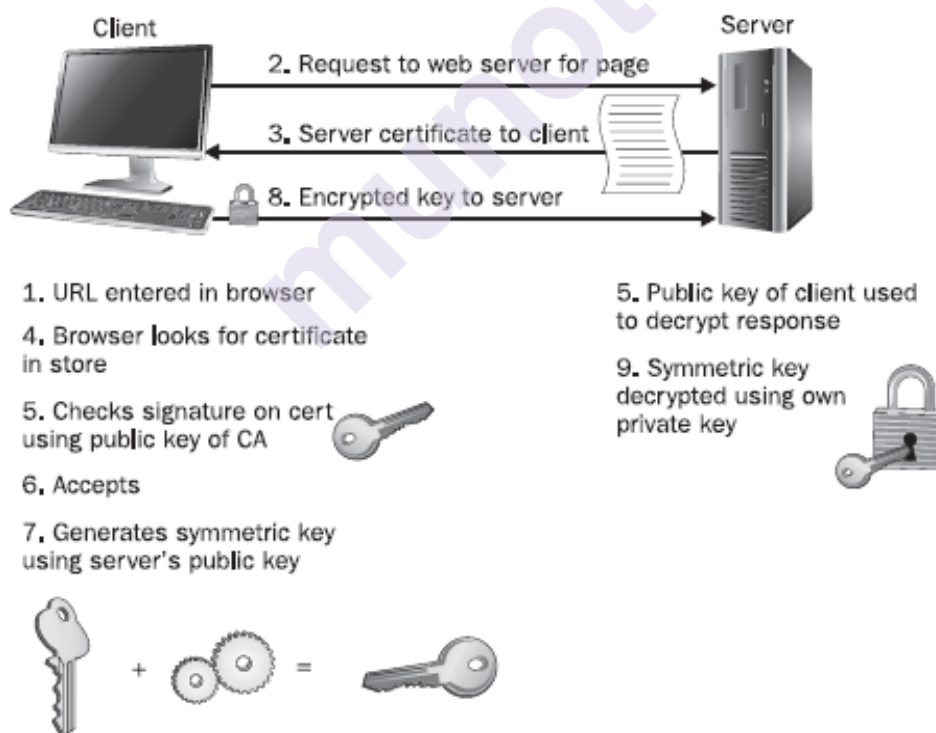 Client
Server
2. Request to web server for page
3. Server certificate to client
8. Encrypted key to server
1. URL entered in browser
4. Browser looks for certificate
in store
5. Checks signature on cert
using public key of CA
6. Accepts
7. Generates symmetric key
using server's public key
5. Public key of client used
to decrypt response
9. Symmetric key
decrypted using own
private key
+
=
munot